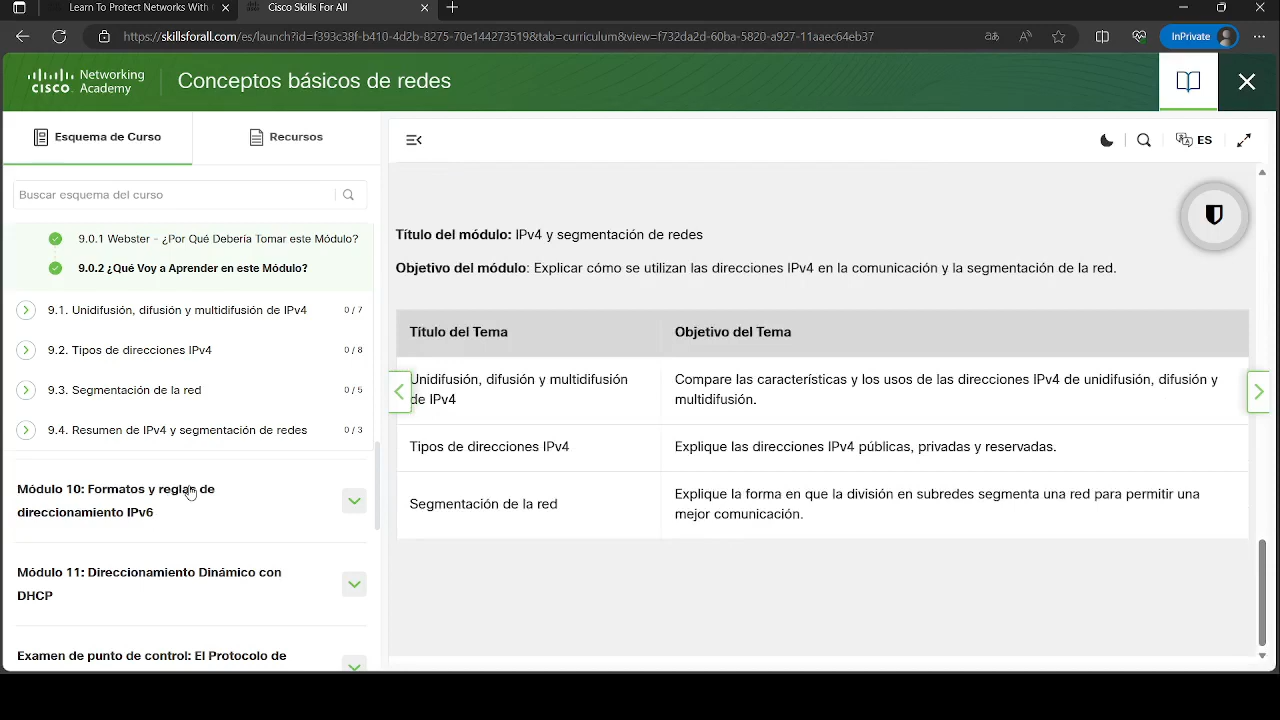 Learn To Protect Networks With
Cisco Skills For All
https://skillsforall.com/es/launch?id=f393c38f-b410-4d2b-8275-70e144273519&tab=curriculum&view=f732da2d-60ba-5820-a927-11aaec64eb37
InPrivate
CISCO Networking Academy
Conceptos básicos de redes
Esquema de Curso
Recursos
ES
Buscar esquema del curso
9.0.1 Webster - ¿Por Qué Debería Tomar este Módulo?
9.0.2 ¿Qué Voy a Aprender en este Módulo?
9.1. Unidifusión, difusión y multidifusión de IPv4 0 / 7
9.2. Tipos de direcciones IPv4 0 / 8
9.3. Segmentación de la red 0 / 5
9.4. Resumen de IPv4 y segmentación de redes 0 / 3
Módulo 10: Formatos y reglas de
direccionamiento IPv6
Módulo 11: Direccionamiento Dinámico con
DHCP
Examen de punto de control: El Protocolo de
Título del módulo: IPv4 y segmentación de redes
Objetivo del módulo: Explicar cómo se utilizan las direcciones IPv4 en la comunicación y la segmentación de la red.
Título del Tema
Objetivo del Tema
Unidifusión, difusión y multidifusión
de IPv4
Compare las características y los usos de las direcciones IPv4 de unidifusión, difusión y
multidifusión.
Tipos de direcciones IPv4
Explique las direcciones IPv4 públicas, privadas y reservadas.
Segmentación de la red
Explique la forma en que la división en subredes segmenta una red para permitir una
mejor comunicación.